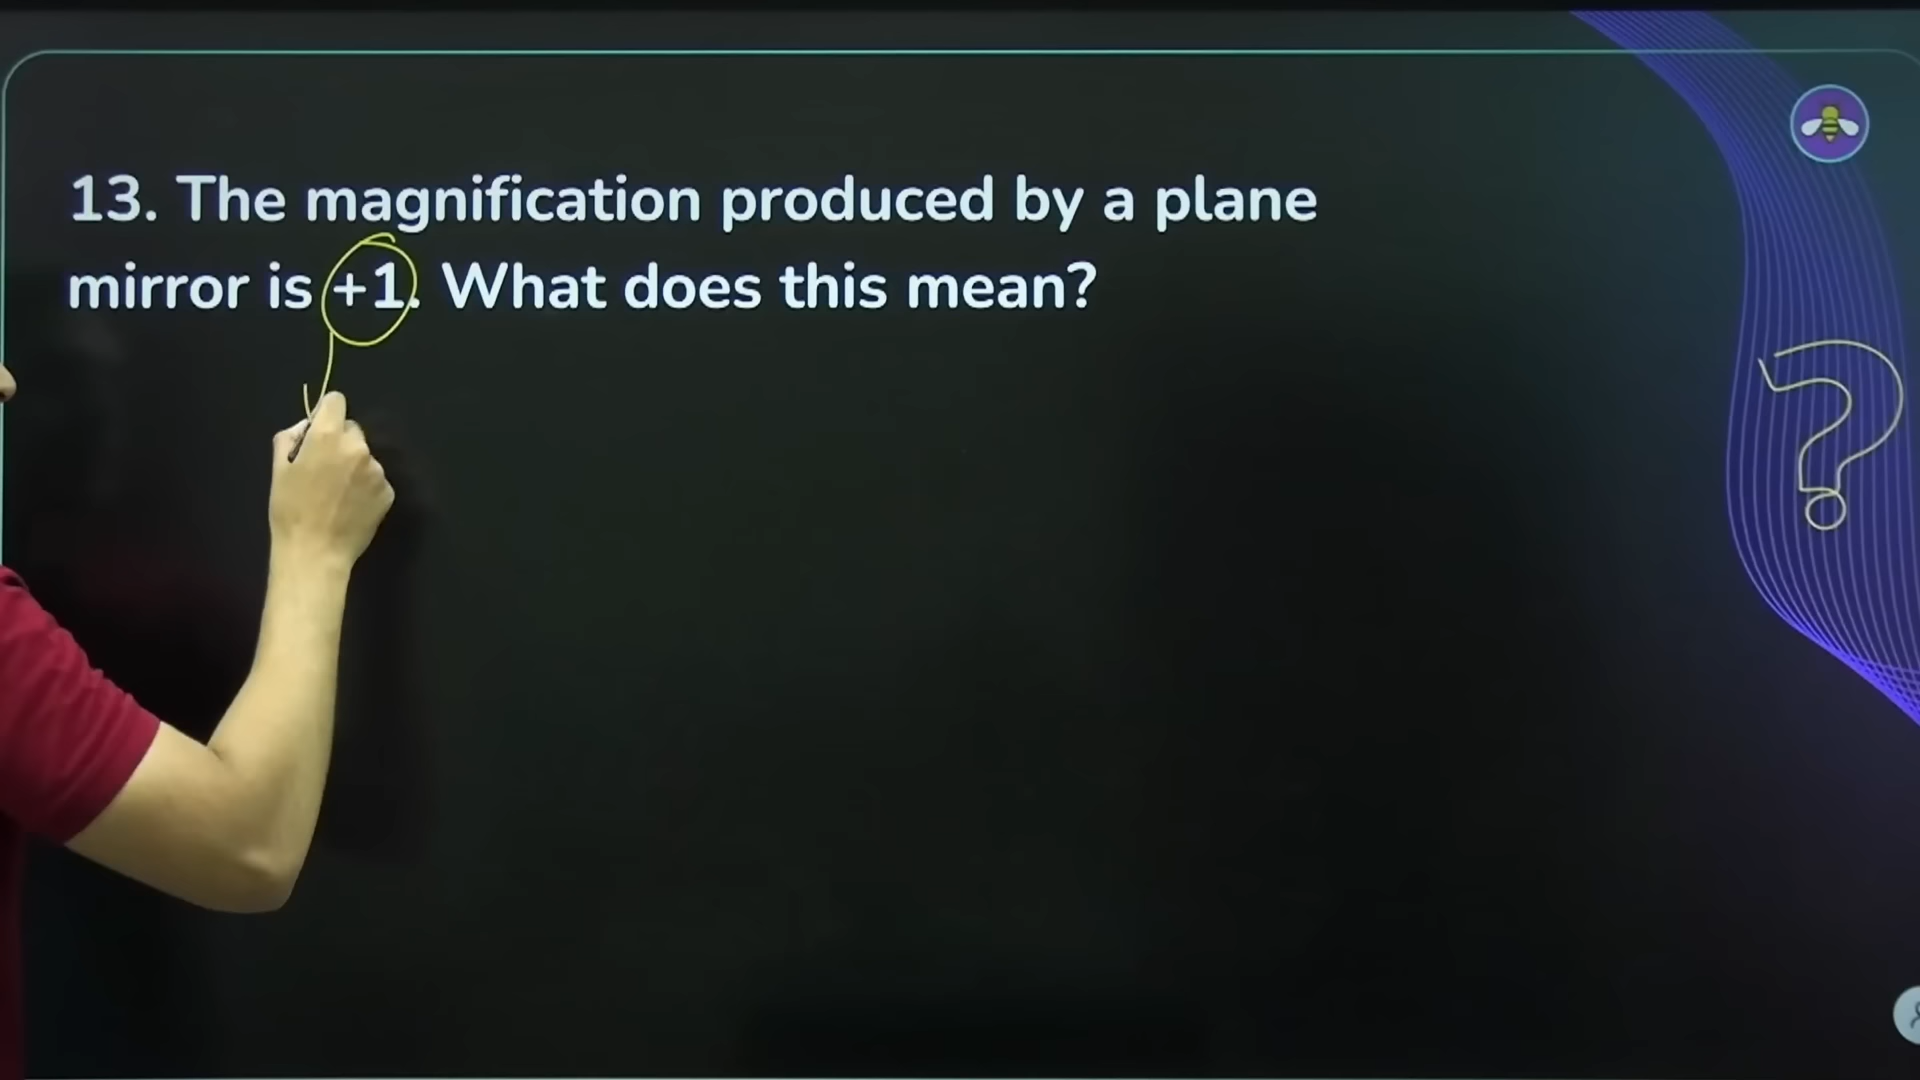 13. The magnification produced by a plane
mirror is +1. What does this mean?
?